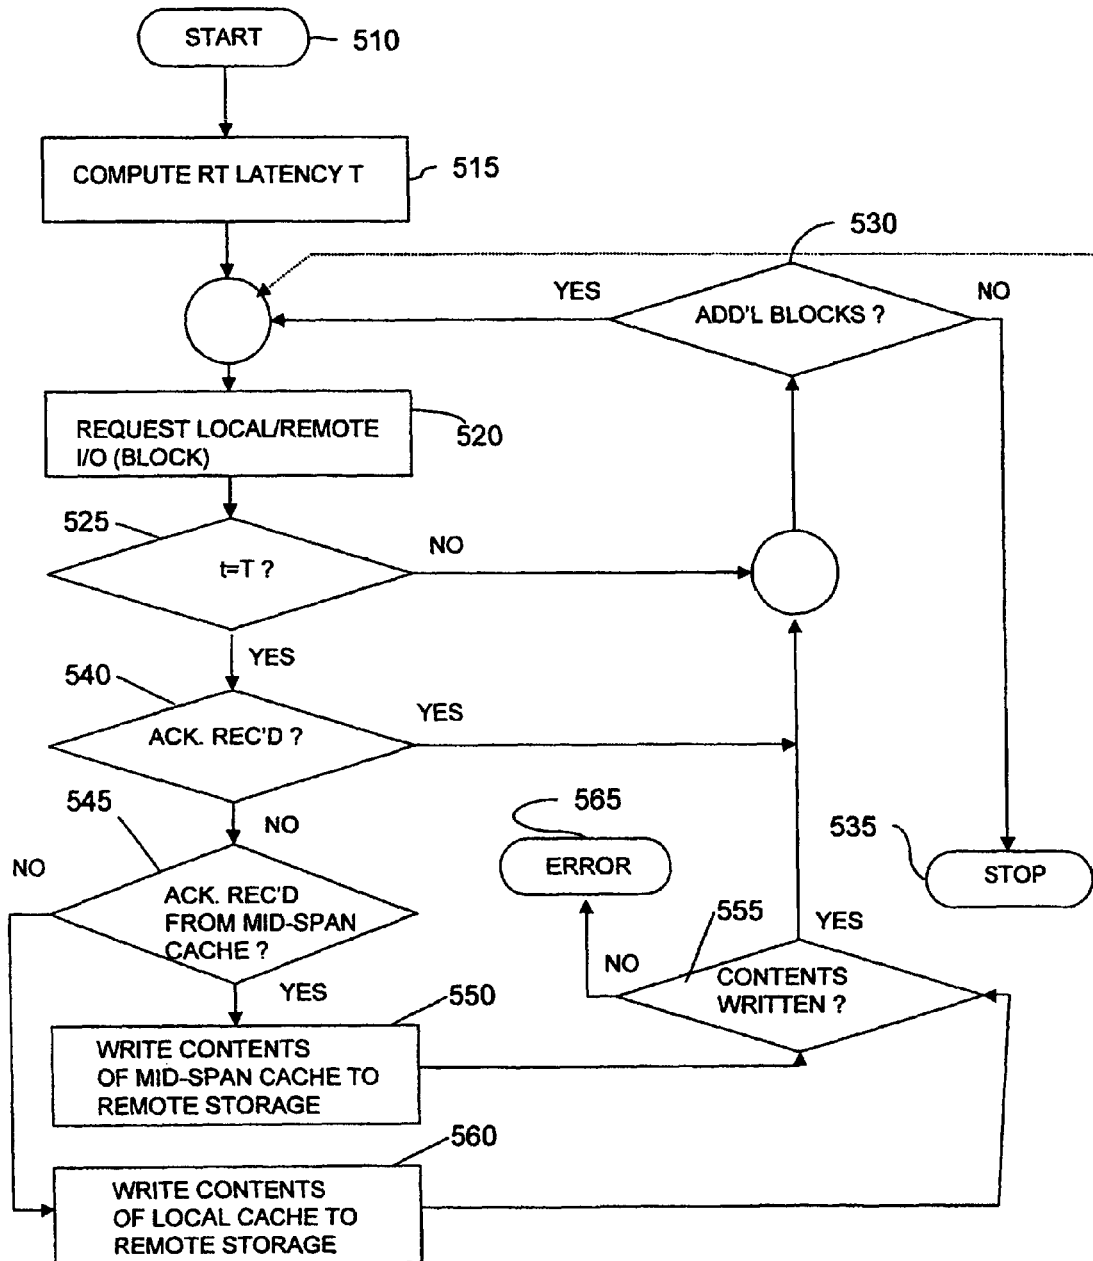 START
510
COMPUTE RT LATENCY T
515
530
YES
ADD'L BLOCKS ?
NO
REQUEST LOCAL/REMOTE
I/O (BLOCK)
520
525
t=T ?
NO
YES
540
ACK. REC'D ?
YES
NO
545
NO
ACK. REC'D
FROM MID-SPAN
CACHE ?
YES
565
ERROR
535
STOP
555
YES
NO
CONTENTS
WRITTEN ?
550
WRITE CONTENTS
OF MID-SPAN CACHE TO
REMOTE STORAGE
560
WRITE CONTENTS
OF LOCAL CACHE TO
REMOTE STORAGE